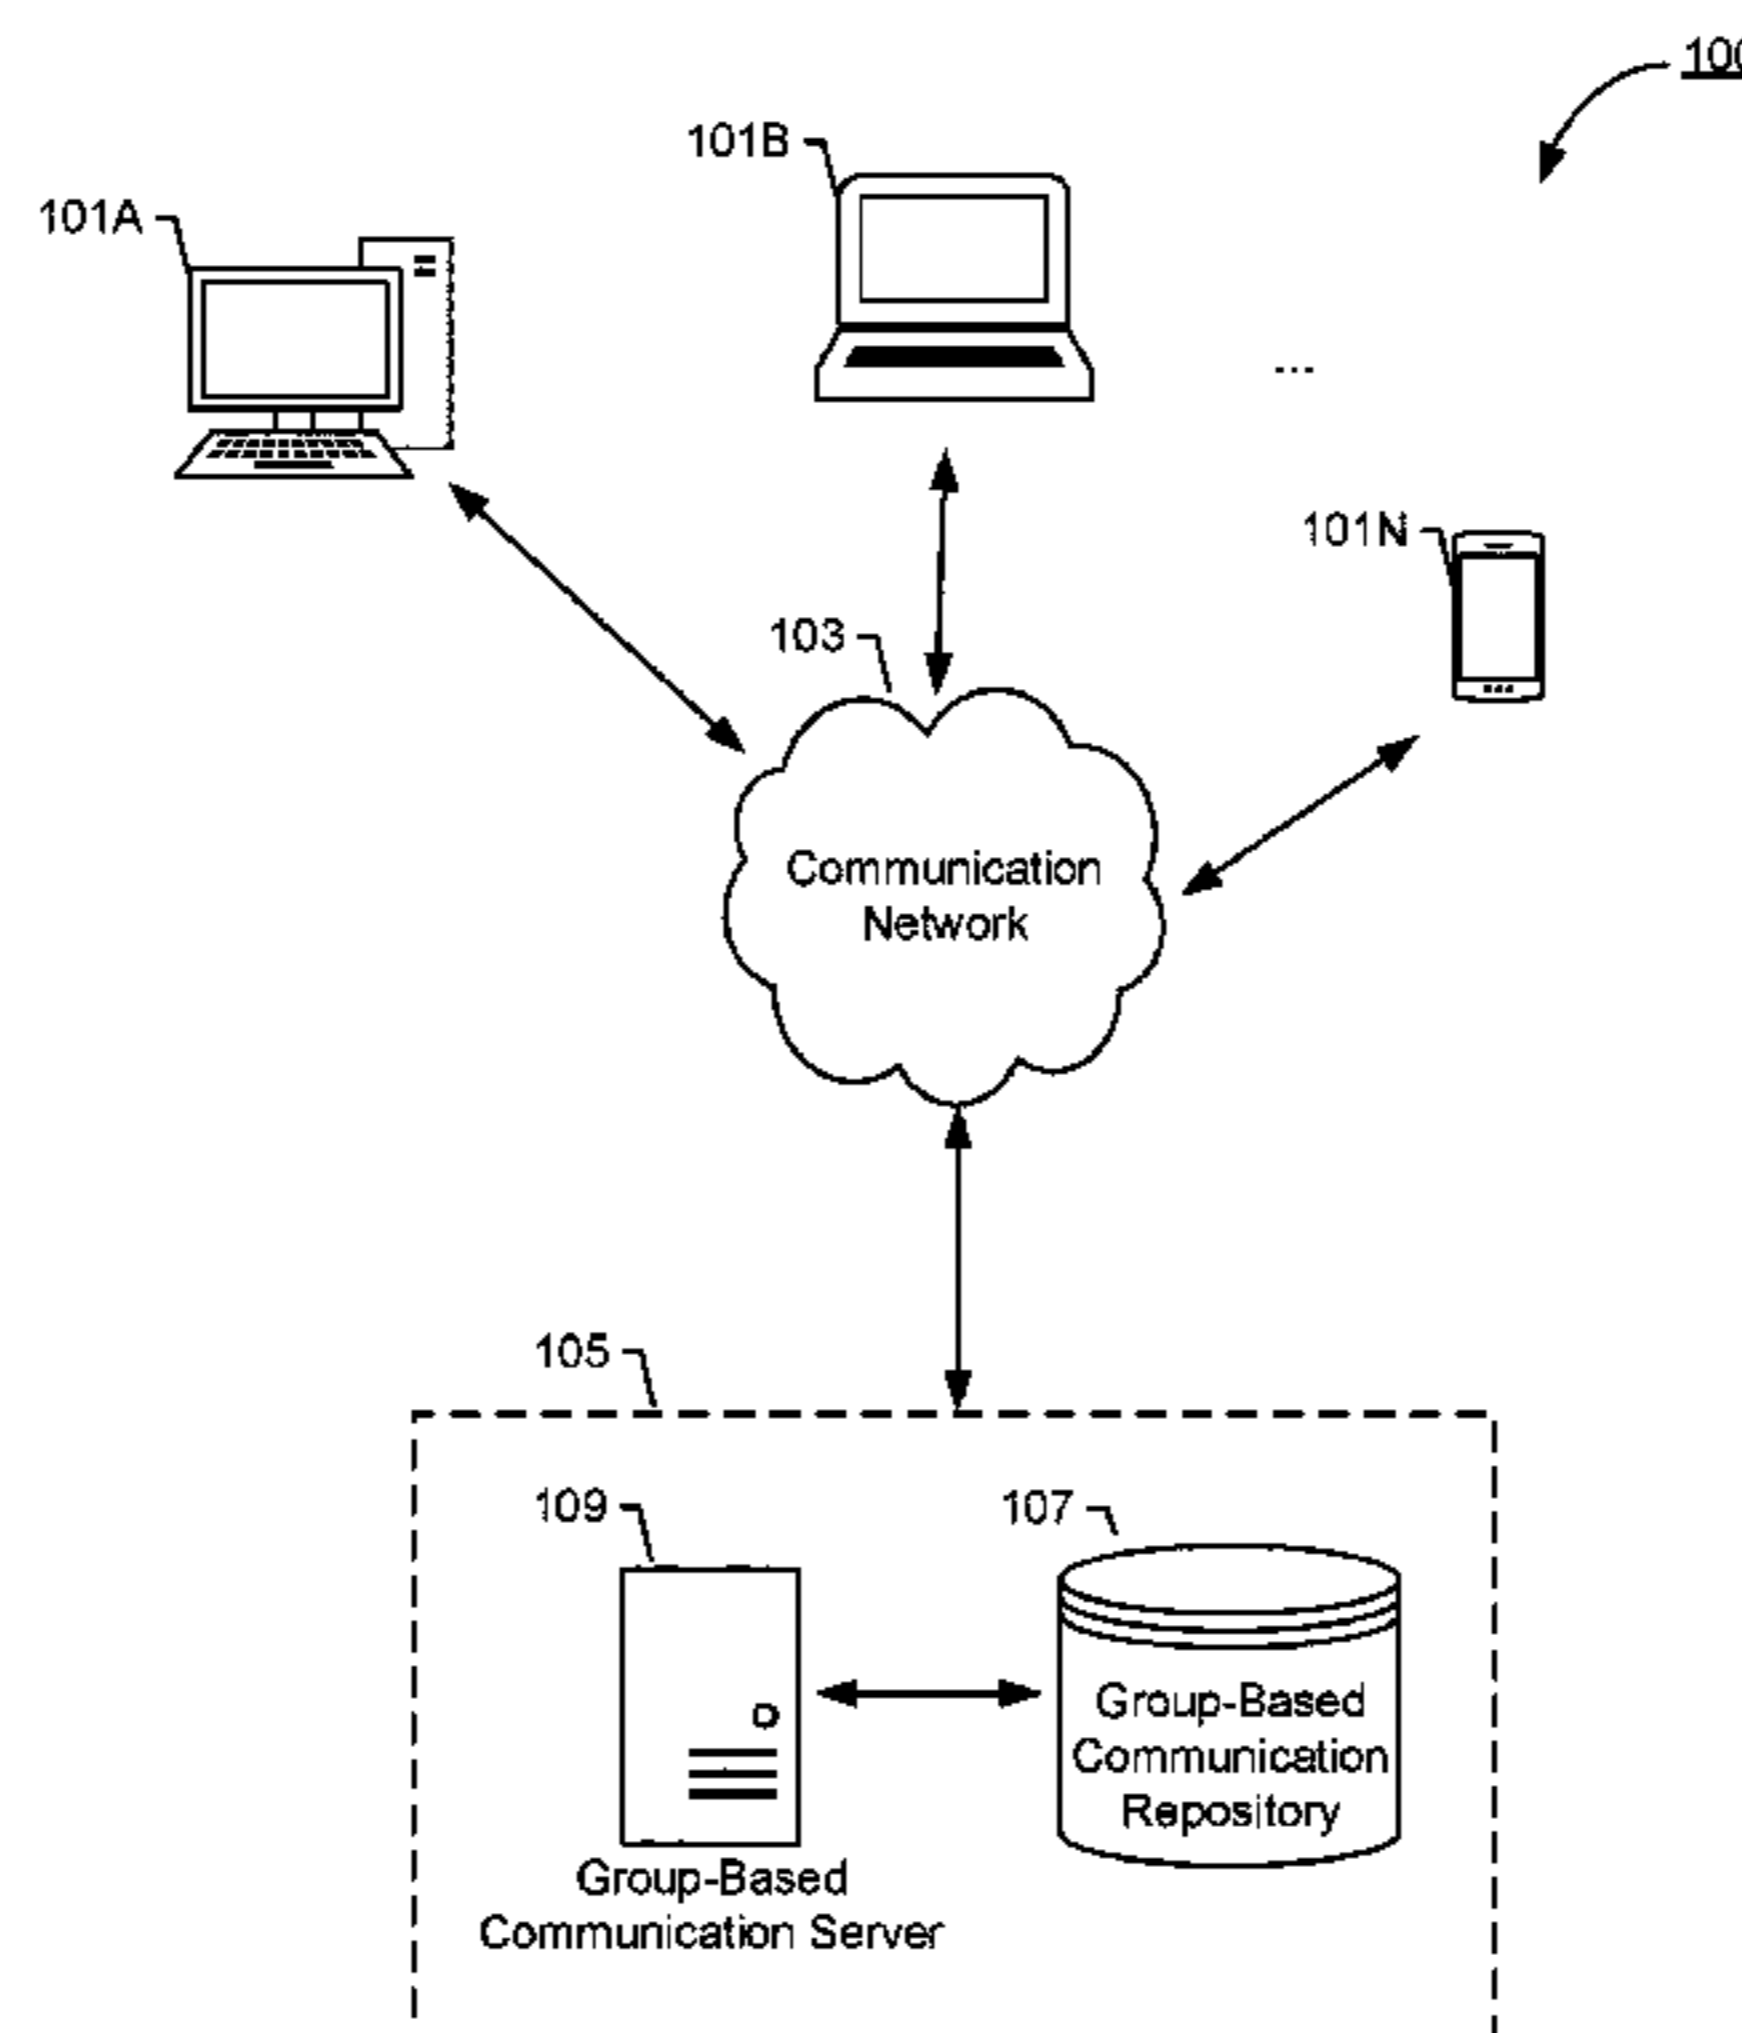 100
101B
101A
...
101N
103
Communication
Network
105
109
107
Group-Based
Communication
Repository
Group-Based
Communication Server